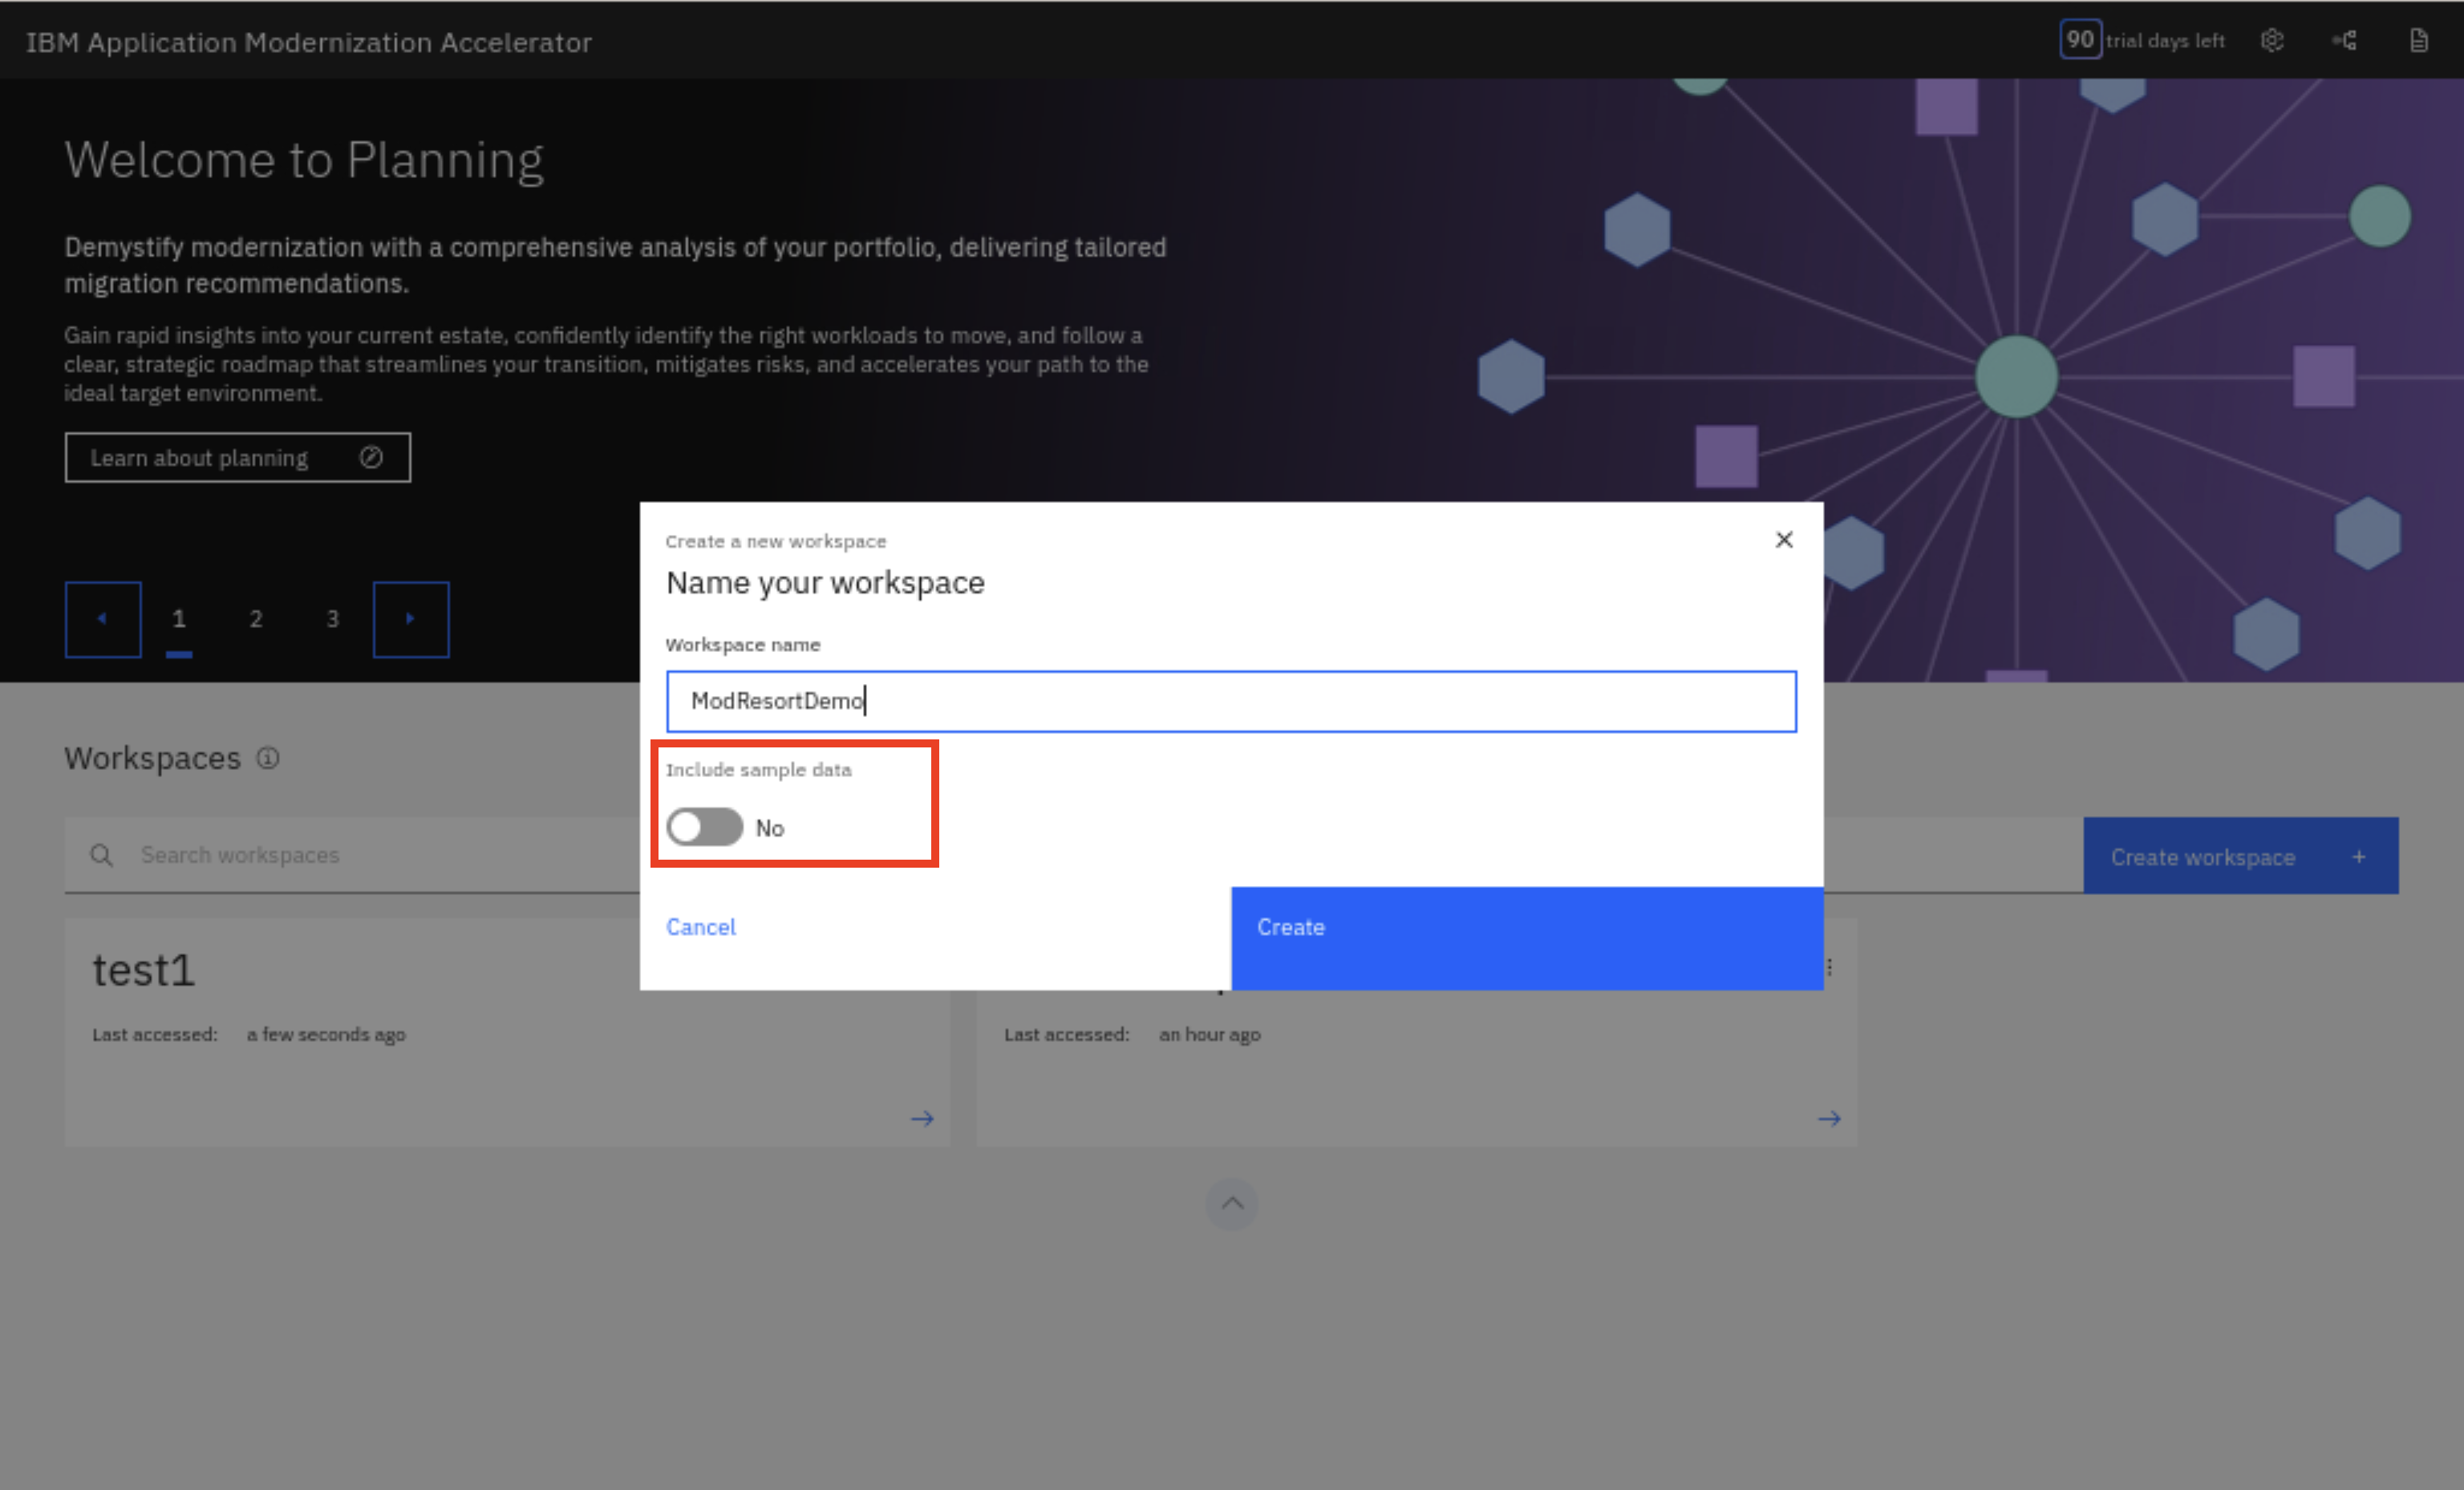 IBM Application Modernization Accelerator
90 trial days left
Welcome to Planning
Demystify modernization with a comprehensive analysis of your portfolio, delivering tailored
migration recommendations.
Gain rapid insights into your current estate, confidently identify the right workloads to move, and follow a
clear, strategic roadmap that streamlines your transition, mitigates risks, and accelerates your path to the
ideal target environment.
Learn about planning
1 2 3
Create a new workspace
Name your workspace
Workspace name
ModResortDemo
Include sample data
No
Cancel
Create
Workspaces
Search workspaces
Create workspace +
test1
Last accessed: a few seconds ago
Last accessed: an hour ago